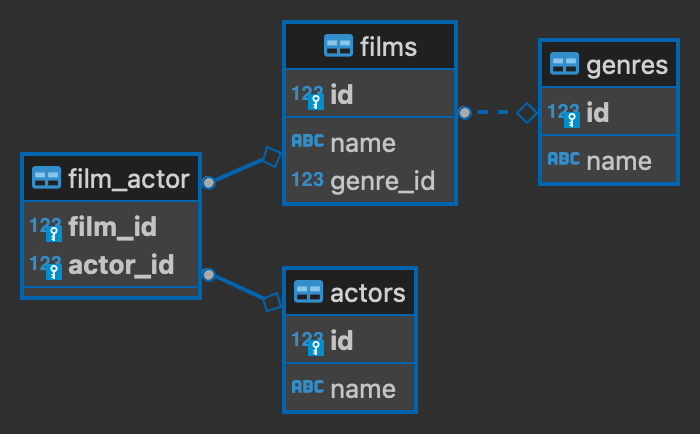 films
123 id
ABC name
123 genre_id
genres
123 id
ABC name
film_actor
123 film_id
123 actor_id
actors
123 id
ABC name